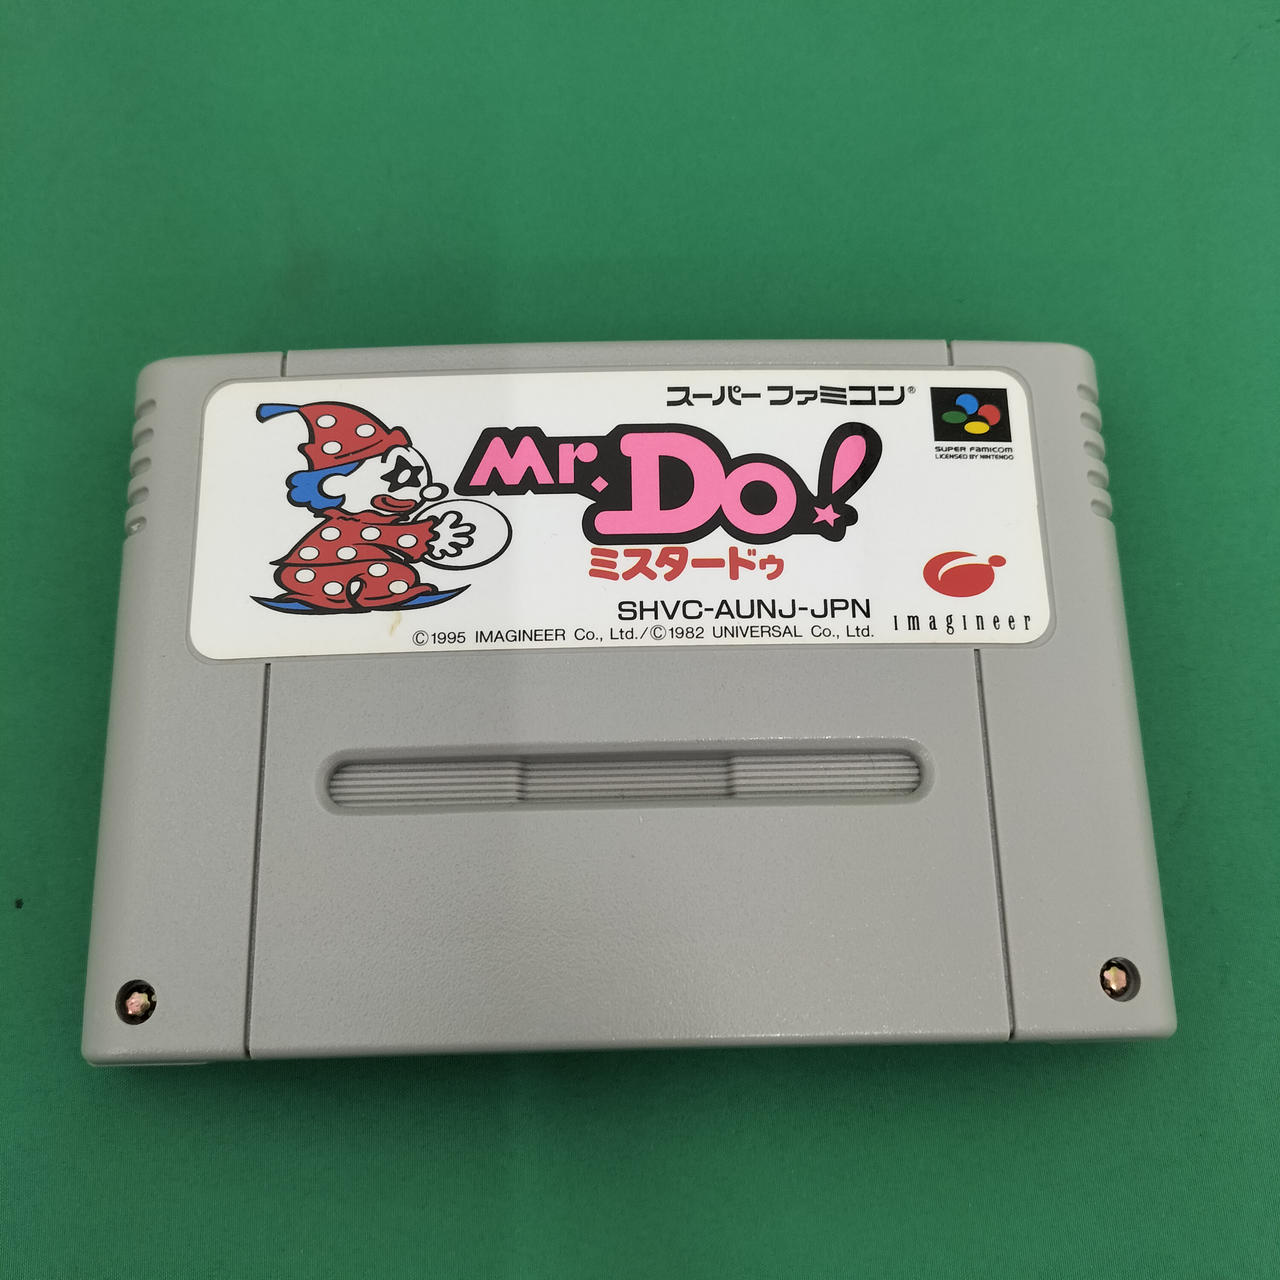 スーパーファミコン®
SUPER FAMICOM
LICENSED BY NINTENDO
Mr. Do!
ミスタードゥ
SHVC-AUNJ-JPN
imagineer
©1995 IMAGINEER Co., Ltd./©1982 UNIVERSAL Co., Ltd.